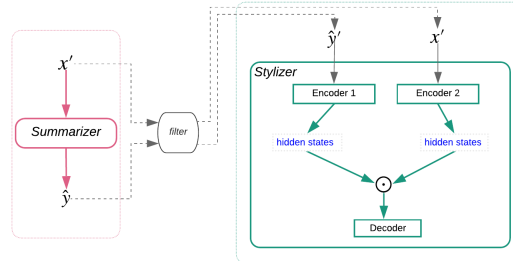 x′
Summarizer
ŷ
filter
ŷ′
x′
Stylizer
Encoder 1
Encoder 2
hidden states
hidden states
⊙
Decoder